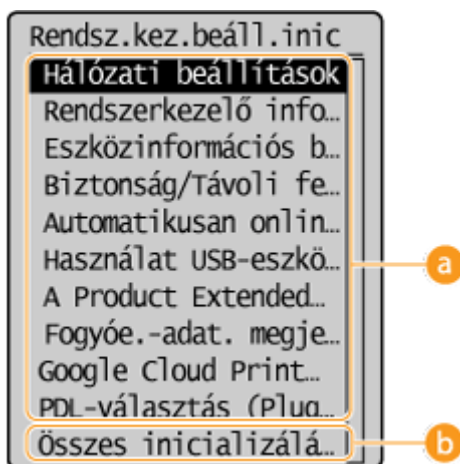 Rendsz.kez.beáll.inic
Hálózati beállítások
Rendszerkezelő info…
Eszközinformációs b…
Biztonság/Távoli fe…
Automatikusan onlin…
Használat USB-eszkö…
A Product Extended…
Fogyóe.-adat. megje…
Google Cloud Print…
PDL-választás (Plug…
Összes inicializálá…
a
b